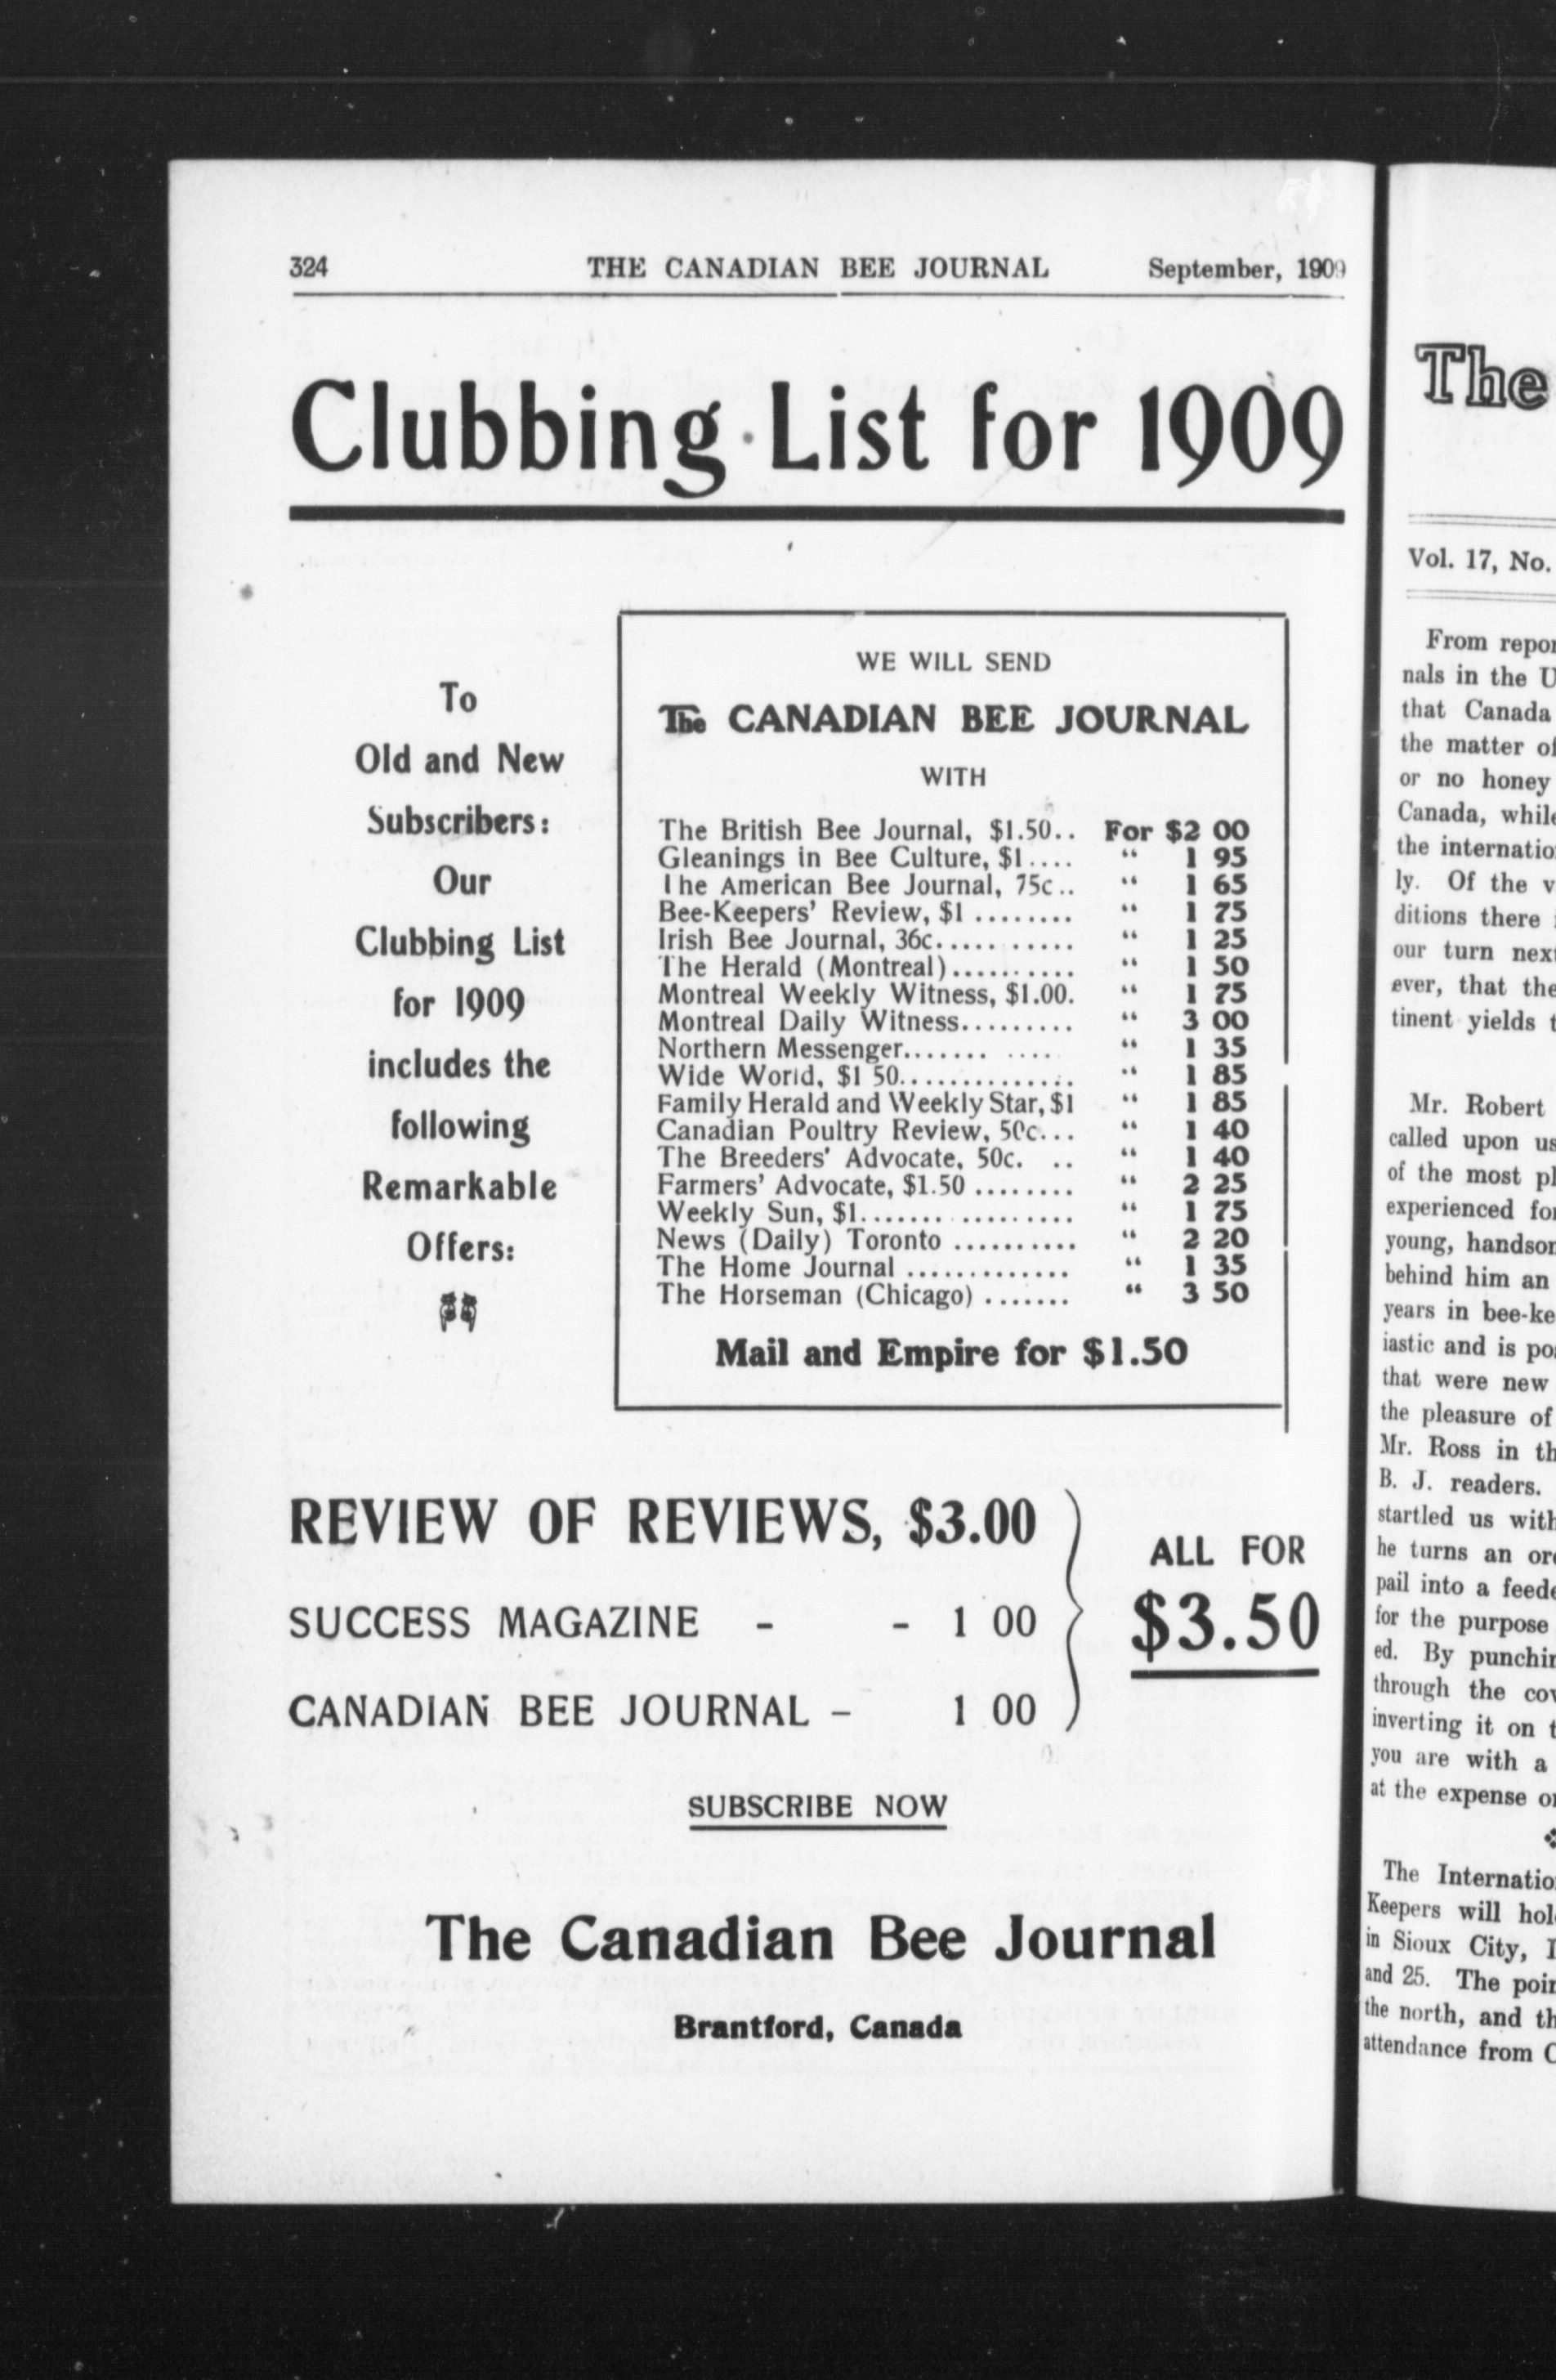 324 THE CANADIAN BEE JOURNAL September, 1909
Clubbing List for 1909
To
Old and New
Subscribers:
Our
Clubbing List
for 1909
includes the
following
Remarkable
Offers:
WE WILL SEND
The CANADIAN BEE JOURNAL
WITH
The British Bee Journal, $1.50.. For $2 00
Gleanings in Bee Culture, $1.... “ 1 95
The American Bee Journal, 75c.. “ 1 65
Bee-Keepers' Review, $1 ........ “ 1 75
Irish Bee Journal, 36c........... “ 1 25
The Herald (Montreal).......... “ 1 50
Montreal Weekly Witness, $1.00. “ 1 75
Montreal Daily Witness......... “ 3 00
Northern Messenger....... .... “ 1 35
Wide World, $1 50.............. “ 1 85
Family Herald and Weekly Star, $1 “ 1 85
Canadian Poultry Review, 50c... “ 1 40
The Breeders' Advocate, 50c. .. “ 1 40
Farmers' Advocate, $1.50 ........ “ 2 25
Weekly Sun, $1....... ......... “ 1 75
News (Daily) Toronto .......... “ 2 20
The Home Journal ............. “ 1 35
The Horseman (Chicago) ....... “ 3 50
Mail and Empire for $1.50
REVIEW OF REVIEWS, $3.00
SUCCESS MAGAZINE - - 1 00
CANADIAN BEE JOURNAL - 1 00
ALL FOR
$3.50
SUBSCRIBE NOW
The Canadian Bee Journal
Brantford, Canada
The
Vol. 17, No.
From repor
nals in the U
that Canada
the matter of
or no honey
Canada, while
the internatio
ly. Of the v
ditions there
our turn next
ever, that the
tinent yields t
Mr. Robert
called upon us
of the most pl
experienced for
young, handsom
behind him an
years in bee-ke
iastic and is pos
that were new
the pleasure of
Mr. Ross in th
B. J. readers.
startled us with
he turns an ord
pail into a feede
for the purpose
ed. By punchin
through the cov
inverting it on t
you are with a
at the expense o
The Internatio
Keepers will hol
in Sioux City, I
and 25. The poin
the north, and th
attendance from C